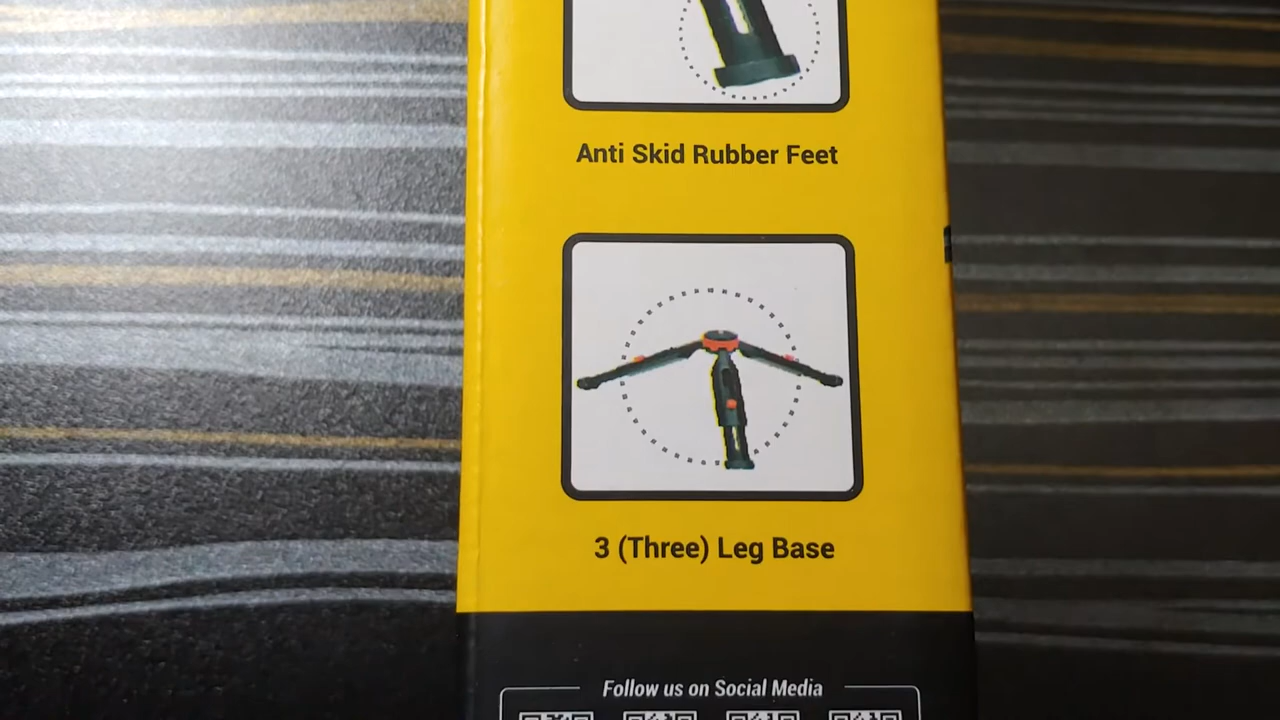 Anti Skid Rubber Feet
3 (Three) Leg Base
Follow us on Social Media